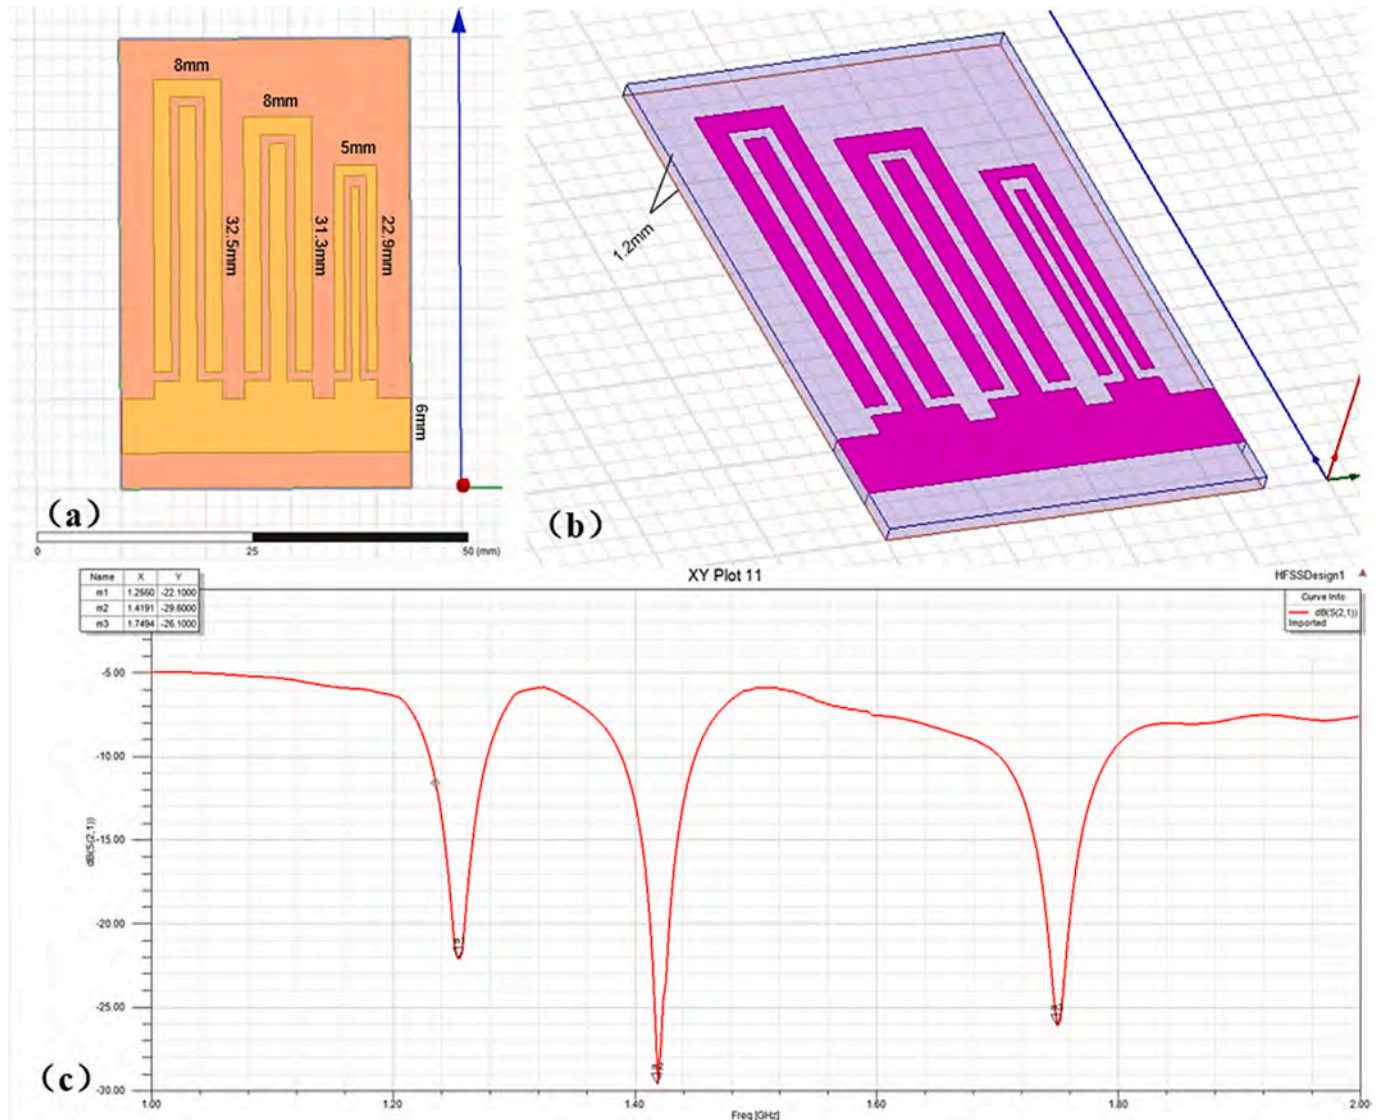 8mm
8mm
5mm
32.5mm
31.3mm
22.9mm
6mm
(a)
0 25 50 (mm)
1.2mm
(b)
XY Plot 11
HFSSDesign1
Name X Y
m1 1.2560 -22.1000
m2 1.4191 -29.6000
m3 1.7494 -26.1000
Curve Info
dB(S(2,1))
Imported
-5.00
-10.00
-15.00
-20.00
-25.00
-30.00
dB(S(2,1))
(c)
1.00 1.20 1.40 1.60 1.80 2.00
Freq [GHz]